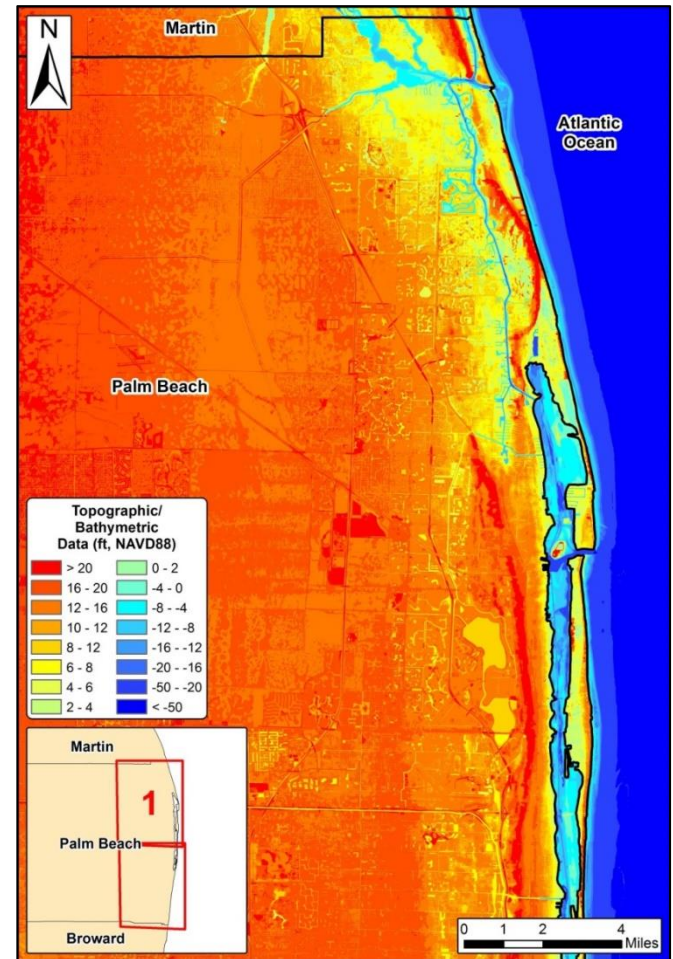 N
Martin
Atlantic
Ocean
Palm Beach
Topographic/
Bathymetric
Data (ft, NAVD88)
> 20
16 - 20
12 - 16
10 - 12
8 - 12
6 - 8
4 - 6
2 - 4
0 - 2
-4 - 0
-8 - -4
-12 - -8
-16 - -12
-20 - -16
-50 - -20
< -50
Martin
1
Palm Beach
Broward
0 1 2 4
Miles